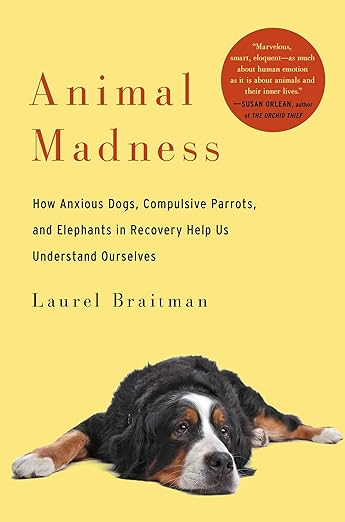 "Marvelous,
smart, eloquent—as much
about human emotion
as it is about animals and
their inner lives."
—SUSAN ORLEAN, author
of THE ORCHID THIEF
Animal
Madness
How Anxious Dogs, Compulsive Parrots,
and Elephants in Recovery Help Us
Understand Ourselves
Laurel Braitman